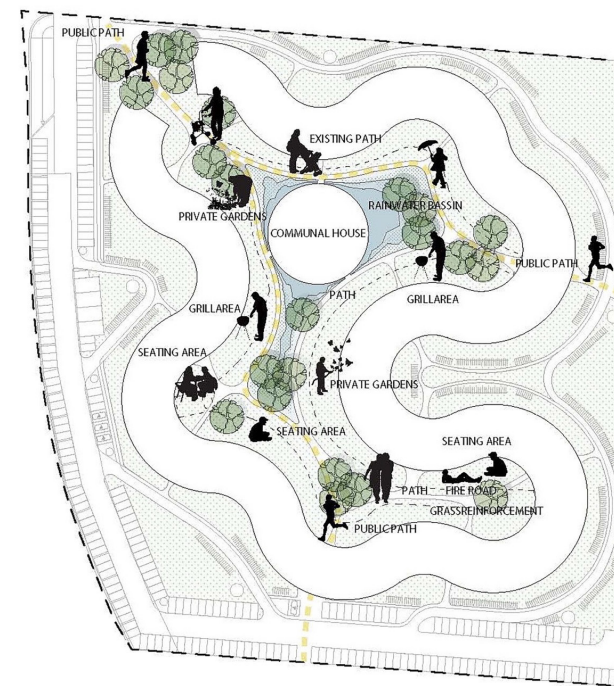 PUBLIC PATH
EXISTING PATH
PRIVATE GARDENS
RAINWATER BASSIN
COMMUNAL HOUSE
PUBLIC PATH
PATH
GRILLAREA
GRILLAREA
SEATING AREA
PRIVATE GARDENS
SEATING AREA
SEATING AREA
PATH
FIRE ROAD
GRASSREINFORCEMENT
PUBLIC PATH